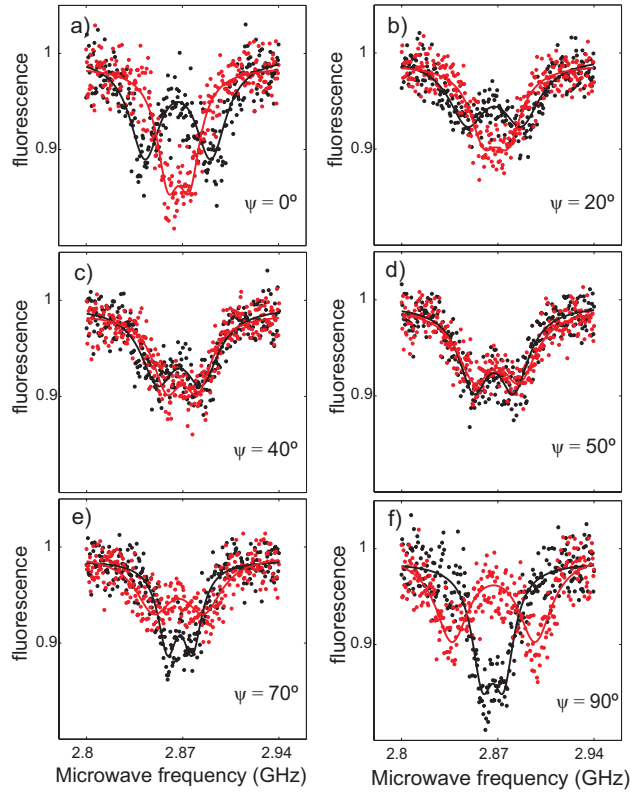 a)
1
0.9
fluorescence
ψ = 0º
b)
1
0.9
fluorescence
ψ = 20º
c)
1
0.9
fluorescence
ψ = 40º
d)
1
0.9
fluorescence
ψ = 50º
e)
1
0.9
fluorescence
ψ = 70º
2.8
2.87
2.94
Microwave frequency (GHz)
f)
1
0.9
fluorescence
ψ = 90º
2.8
2.87
2.94
Microwave frequency (GHz)